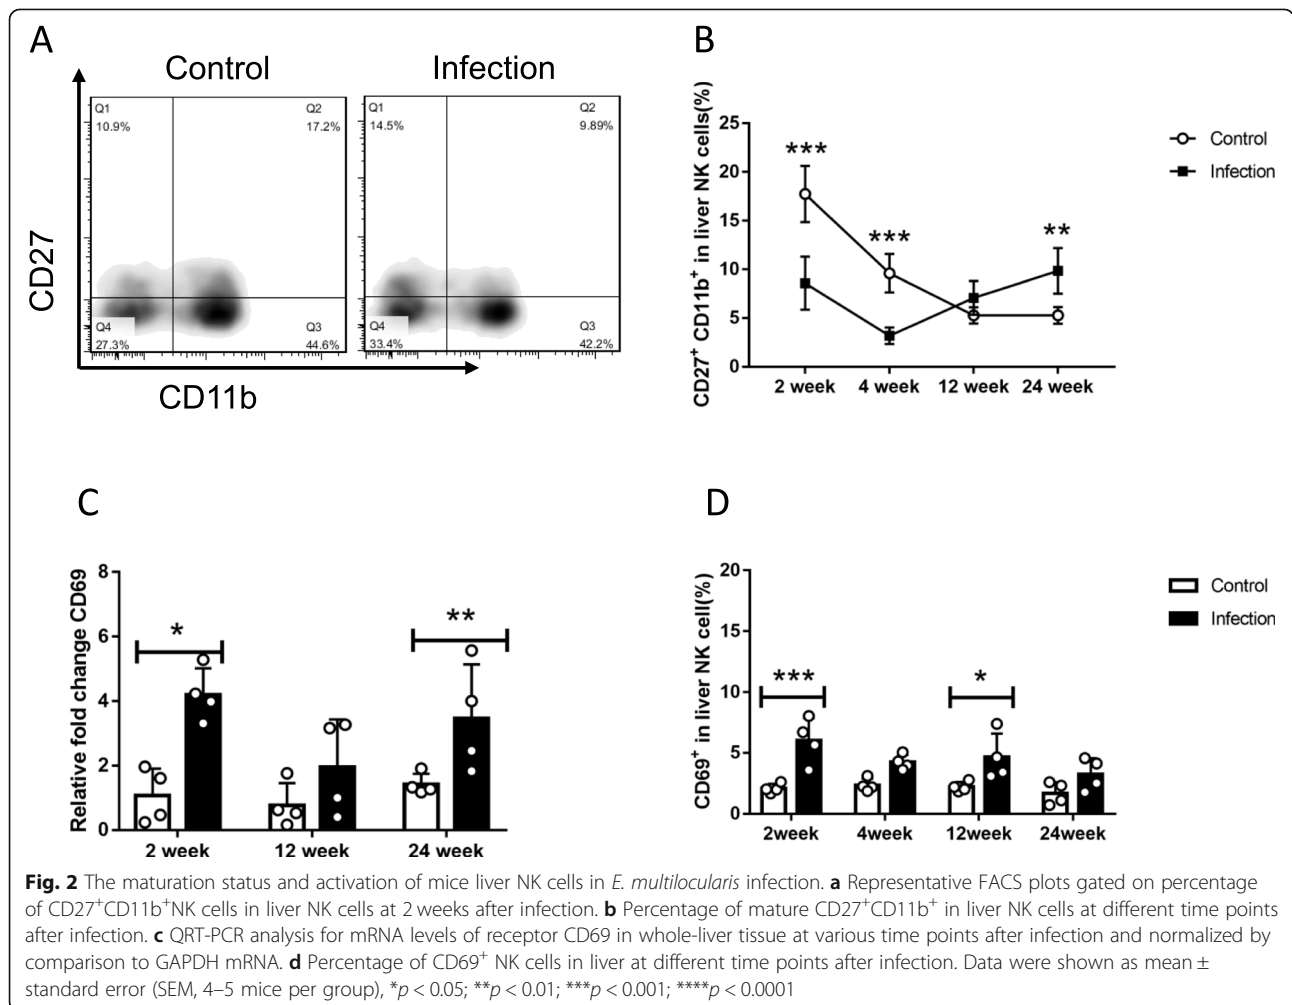 A
Control
Infection
Q1
10.9%
Q2
17.2%
Q4
27.3%
Q3
44.6%
Q1
14.5%
Q2
9.89%
Q4
33.4%
Q3
42.2%
CD27
CD11b
B
CD27+ CD11b+ in liver NK cells(%)
25
20
15
10
5
0
***
***
**
2 week 4 week 12 week 24 week
Control
Infection
C
Relative fold change CD69
8
6
4
2
0
*
**
2 week 12 week 24 week
D
CD69+ in liver NK cell(%)
20
15
10
5
0
***
*
2week 4week 12week 24week
Control
Infection
Fig. 2 The maturation status and activation of mice liver NK cells in E. multilocularis infection. a Representative FACS plots gated on percentage
of CD27+CD11b+NK cells in liver NK cells at 2 weeks after infection. b Percentage of mature CD27+CD11b+ in liver NK cells at different time points
after infection. c QRT-PCR analysis for mRNA levels of receptor CD69 in whole-liver tissue at various time points after infection and normalized by
comparison to GAPDH mRNA. d Percentage of CD69+ NK cells in liver at different time points after infection. Data were shown as mean ±
standard error (SEM, 4–5 mice per group), *p < 0.05; **p < 0.01; ***p < 0.001; ****p < 0.0001